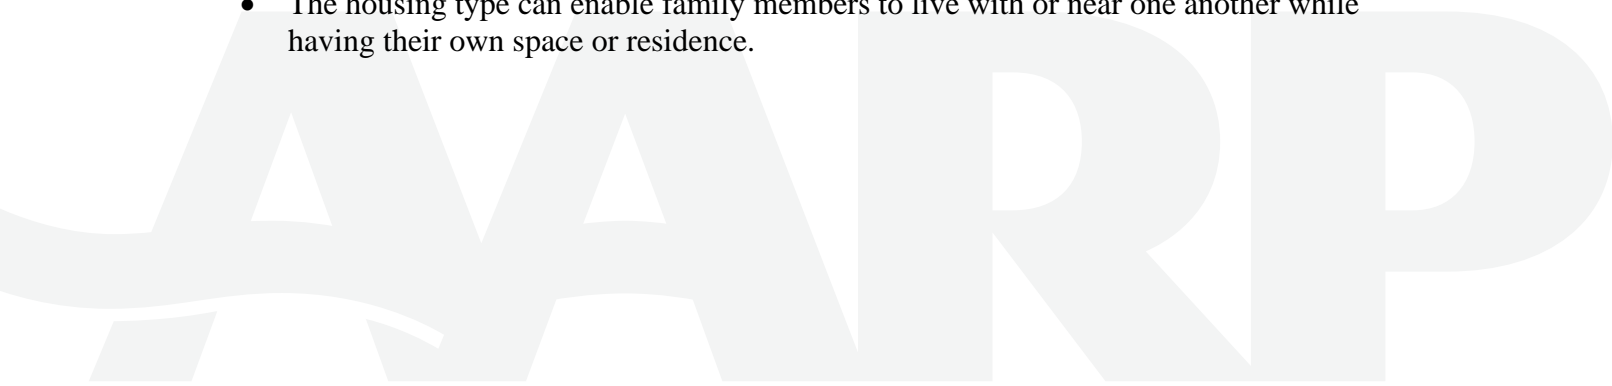 • The housing type can enable family members to live with or near one another while
having their own space or residence.
AARP